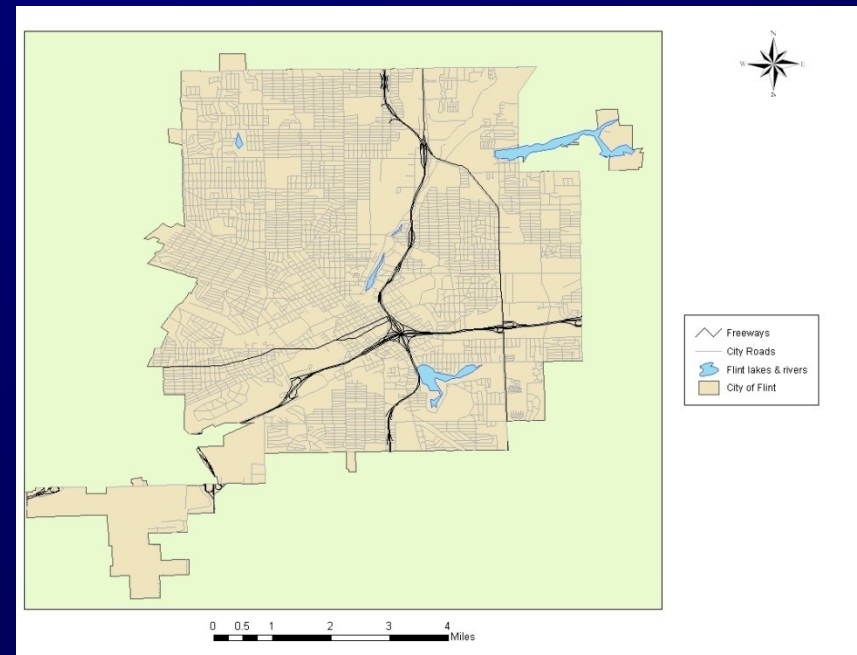 N
W E
S
Freeways
City Roads
Flint lakes & rivers
City of Flint
0 0.5 1 2 3 4
Miles